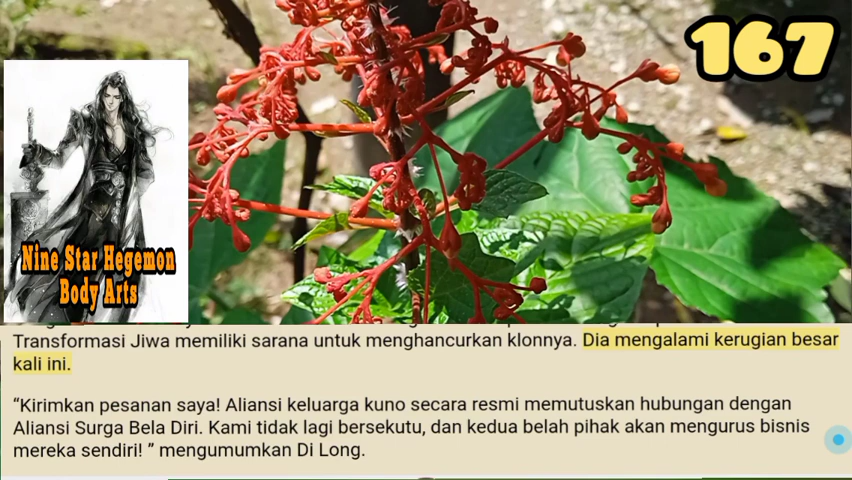 167
Nine Star Hegemon
Body Arts
Transformasi Jiwa memiliki sarana untuk menghancurkan klonnya. Dia mengalami kerugian besar
kali ini.
“Kirimkan pesanan saya! Aliansi keluarga kuno secara resmi memutuskan hubungan dengan
Aliansi Surga Bela Diri. Kami tidak lagi bersekutu, dan kedua belah pihak akan mengurus bisnis
mereka sendiri! ” mengumumkan Di Long.